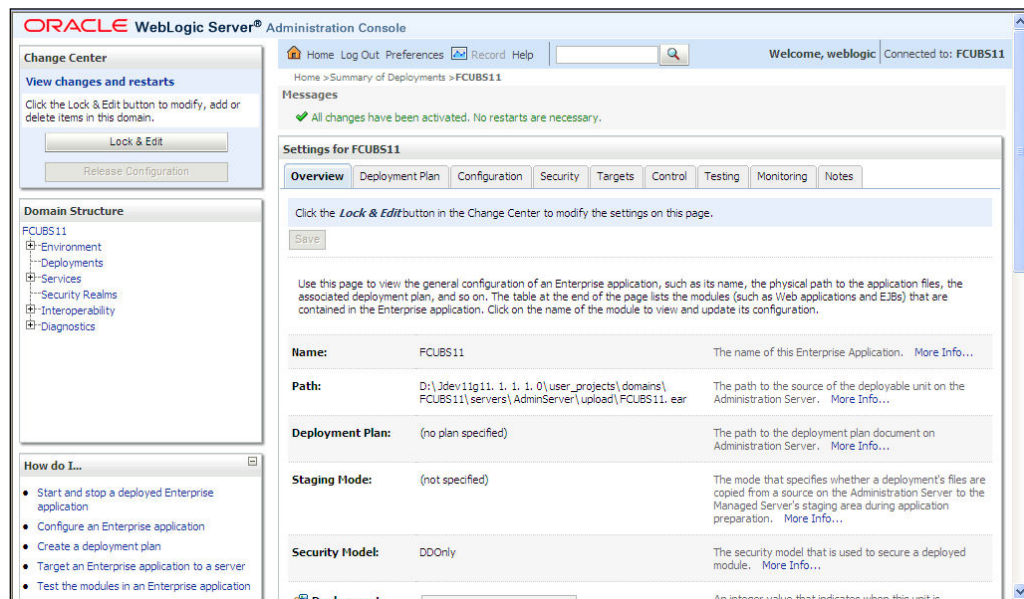 ORACLE WebLogic Server® Administration Console
Change Center
View changes and restarts
Click the Lock & Edit button to modify, add or
delete items in this domain.
Lock & Edit
Release Configuration
Domain Structure
FCUBS11
Environment
Deployments
Services
Security Realms
Interoperability
Diagnostics
How do I...
Start and stop a deployed Enterprise
application
Configure an Enterprise application
Create a deployment plan
Target an Enterprise application to a server
Test the modules in an Enterprise application
Home Log Out Preferences Record Help
Welcome, weblogic Connected to: FCUBS11
Home >Summary of Deployments >FCUBS11
Messages
All changes have been activated. No restarts are necessary.
Settings for FCUBS11
Overview Deployment Plan Configuration Security Targets Control Testing Monitoring Notes
Click the Lock & Edit button in the Change Center to modify the settings on this page.
Save
Use this page to view the general configuration of an Enterprise application, such as its name, the physical path to the application files, the
associated deployment plan, and so on. The table at the end of the page lists the modules (such as Web applications and EJBs) that are
contained in the Enterprise application. Click on the name of the module to view and update its configuration.
Name: FCUBS11 The name of this Enterprise Application. More Info...
Path: D:\Jdev11g11. 1. 1. 1. 0\user_projects\domains\ The path to the source of the deployable unit on the
FCUBS11\servers\AdminServer\upload\FCUBS11. ear Administration Server. More Info...
Deployment Plan: (no plan specified) The path to the deployment plan document on
Administration Server. More Info...
Staging Mode: (not specified) The mode that specifies whether a deployment's files are
copied from a source on the Administration Server to the
Managed Server's staging area during application
preparation. More Info...
Security Model: DDOnly The security model that is used to secure a deployed
module. More Info...
An integer value that indicates when this unit is